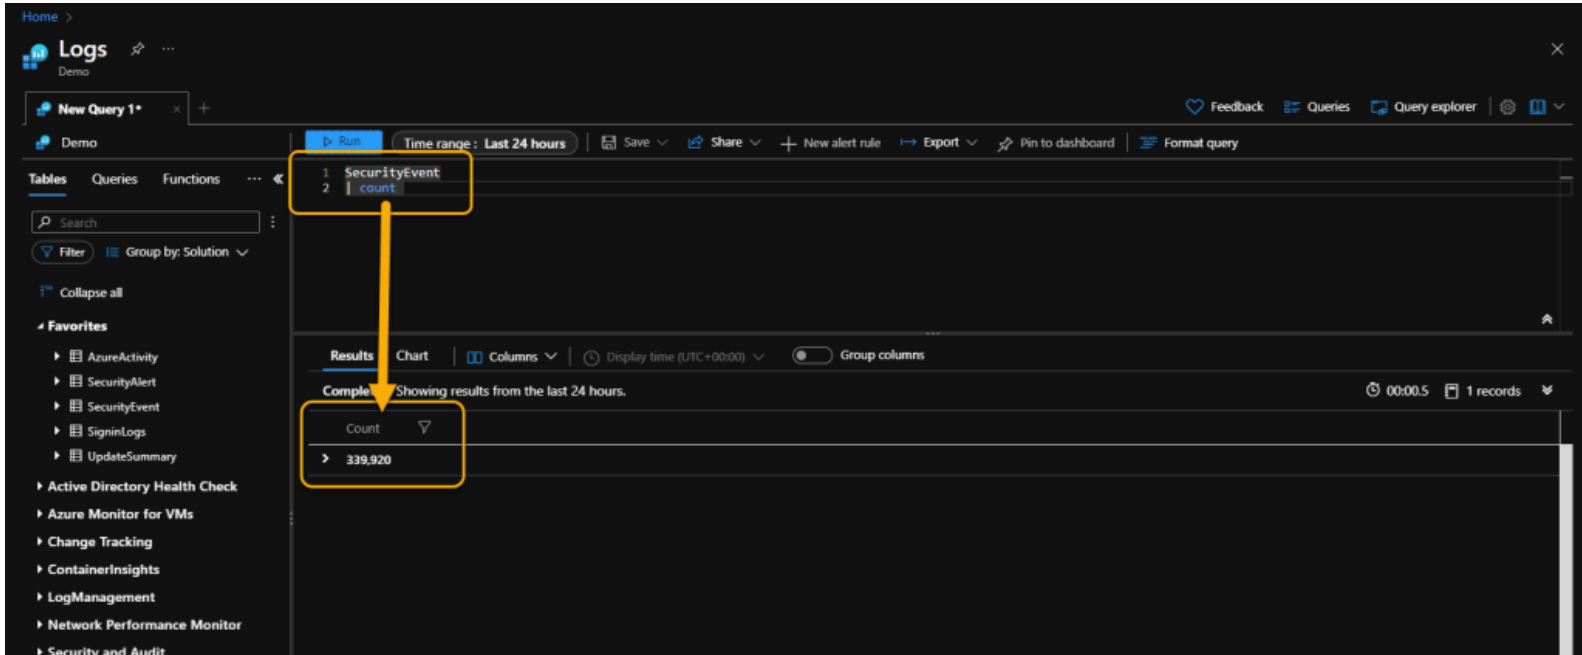 Home >
Logs ...
Demo
New Query 1* × +
Feedback Queries Query explorer
Demo
Run Time range : Last 24 hours Save Share New alert rule Export Pin to dashboard Format query
Tables Queries Functions ... «
1 SecurityEvent
2 | count
Search
Filter Group by: Solution
Collapse all
Favorites
AzureActivity
SecurityAlert
SecurityEvent
SigninLogs
UpdateSummary
Active Directory Health Check
Azure Monitor for VMs
Change Tracking
ContainerInsights
LogManagement
Network Performance Monitor
Security and Audit
Results Chart Columns Display time (UTC+00:00) Group columns
Showing results from the last 24 hours. 00:00.5 1 records
Count
> 339,920